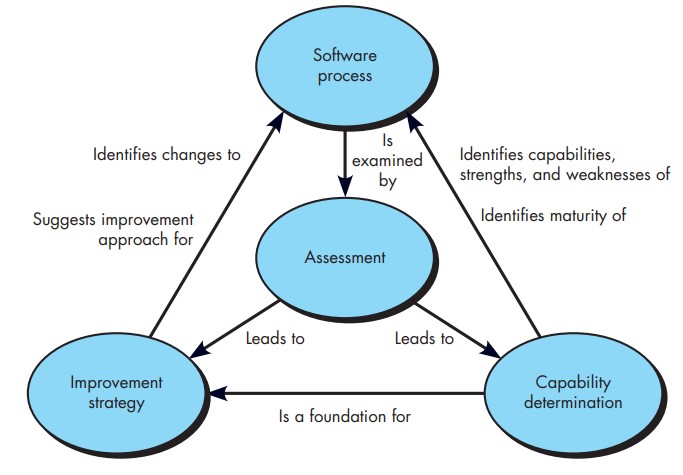 Software
process
Is
examined
by
Identifies changes to
Identifies capabilities,
strengths, and weaknesses of
Suggests improvement
approach for
Identifies maturity of
Assessment
Leads to
Leads to
Improvement
strategy
Capability
determination
Is a foundation for